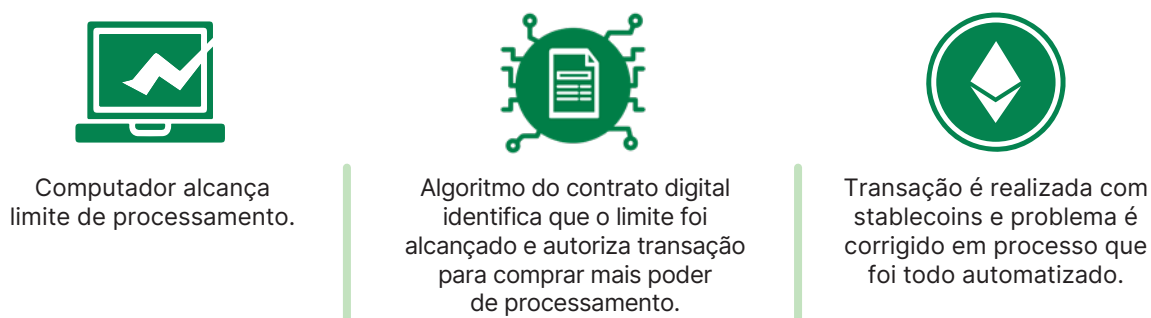 Computador alcança
limite de processamento.
Algoritmo do contrato digital
identifica que o limite foi
alcançado e autoriza transação
para comprar mais poder
de processamento.
Transação é realizada com
stablecoins e problema é
corrigido em processo que
foi todo automatizado.